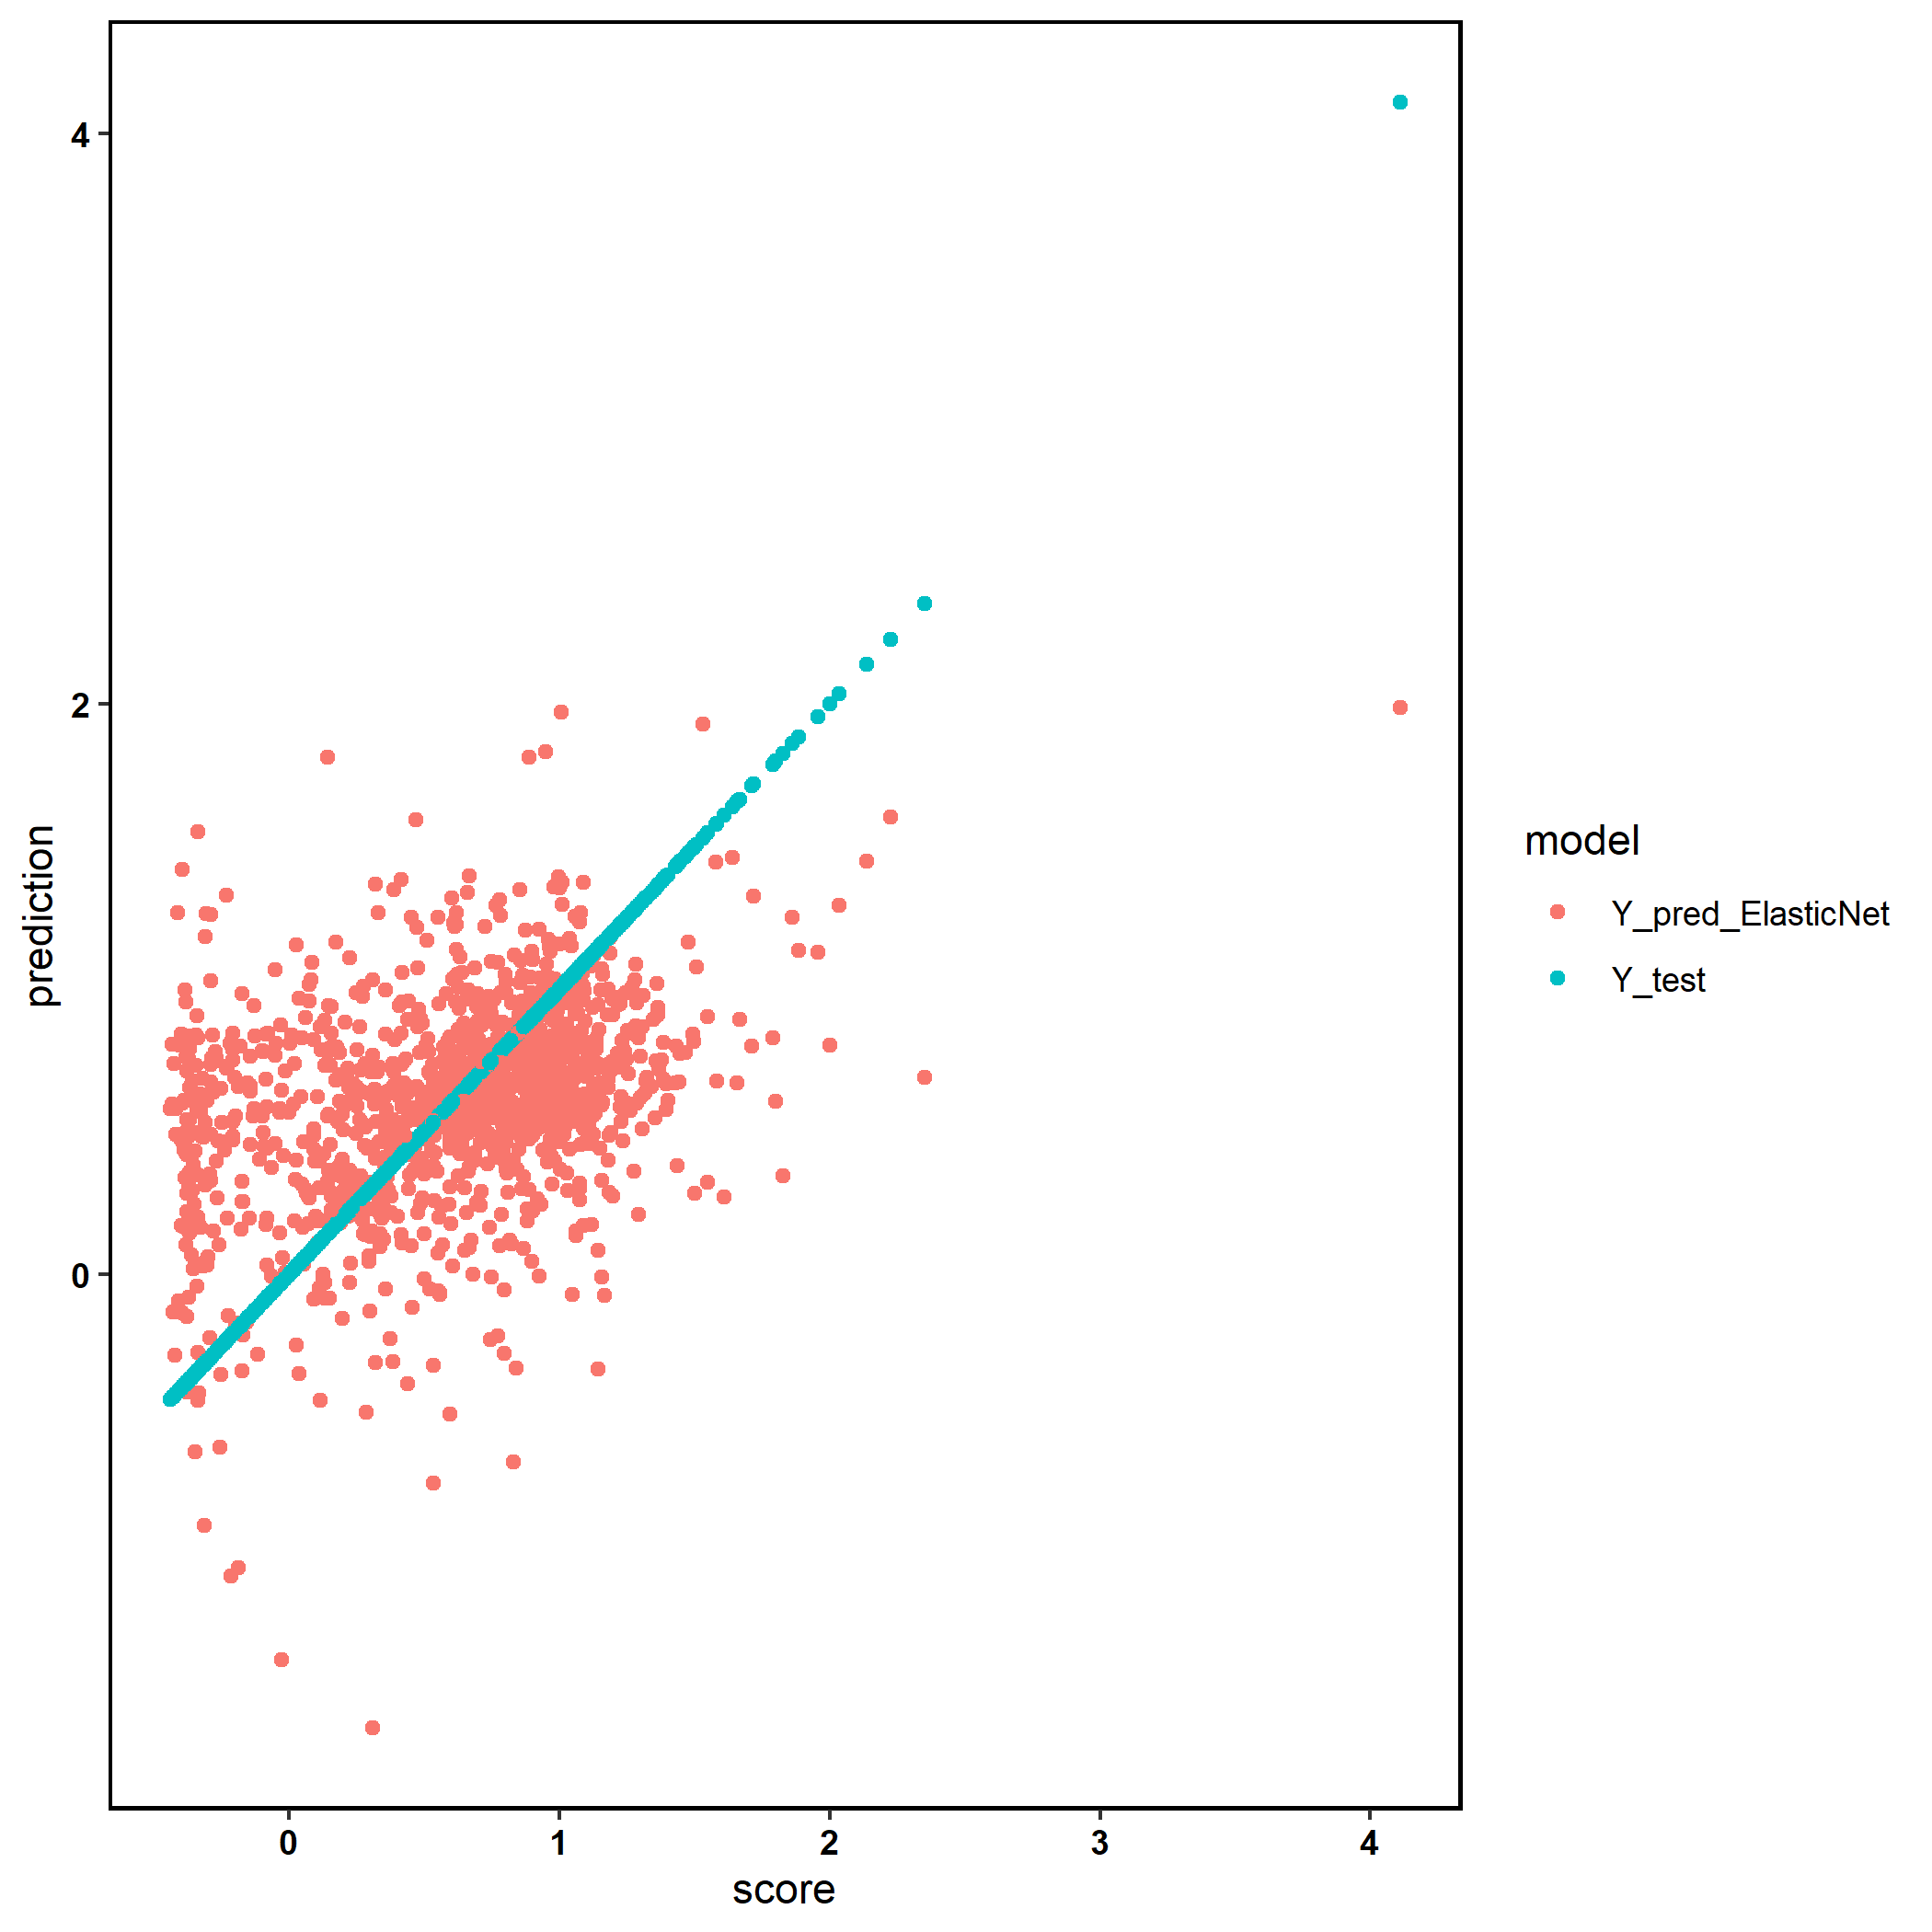 4
2
0
prediction
0 1 2 3 4
score
model
Y_pred_ElasticNet
Y_test